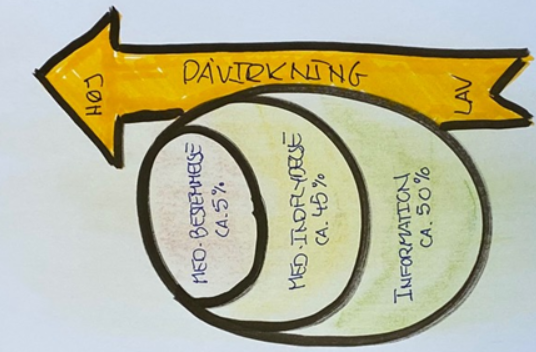 HØJ
PÅVIRKNING
LAV
MED-BESTEMMELSE
CA. 5%
MED-INDFLYDELSE
CA. 45%
INFORMATION
CA. 50%